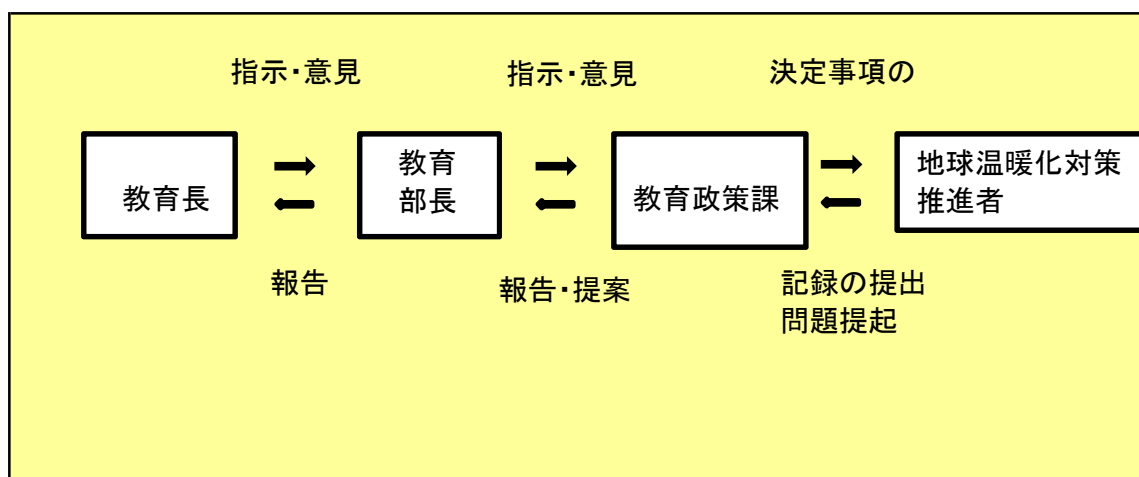 指示・意見
指示・意見
決定事項の
教育長
教育
部長
教育政策課
地球温暖化対策
推進者
報告
報告・提案
記録の提出
問題提起